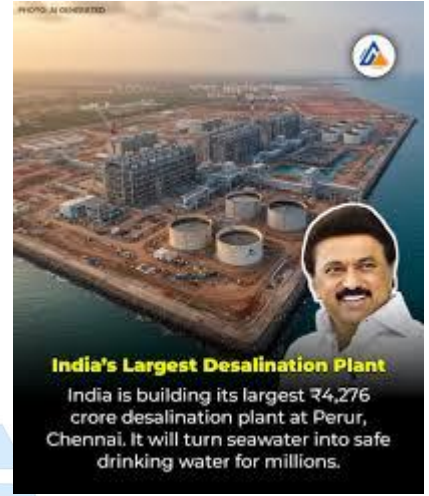 PHOTO: AI GENERATED
India's Largest Desalination Plant
India is building its largest ₹4,276
crore desalination plant at Perur,
Chennai. It will turn seawater into safe
drinking water for millions.